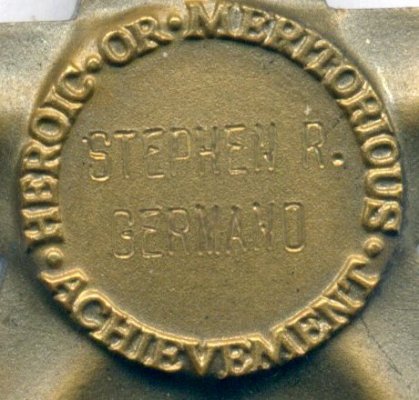 HEROIC · OR · MERITORIOUS · ACHIEVEMENT ·
STEPHEN R.
GERMANO